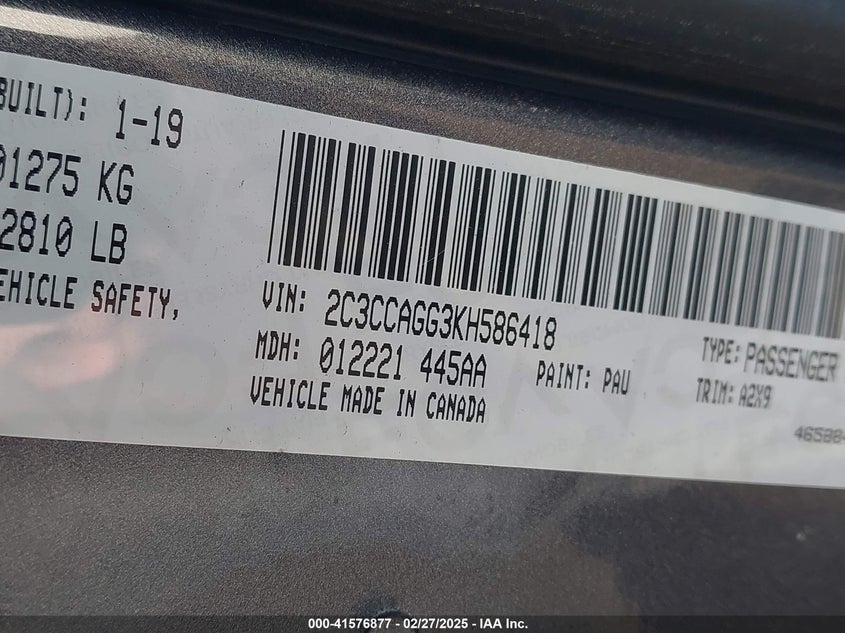 BUILT): 1-19
01275 KG
2810 LB
EHICLE SAFETY,
VIN: 2C3CCAGG3KH586418
MDH: 012221 445AA PAINT: PAU
VEHICLE MADE IN CANADA
TYPE: PASSENGER
TRIM: A2X9
000-41576877 - 02/27/2025 - IAA Inc.